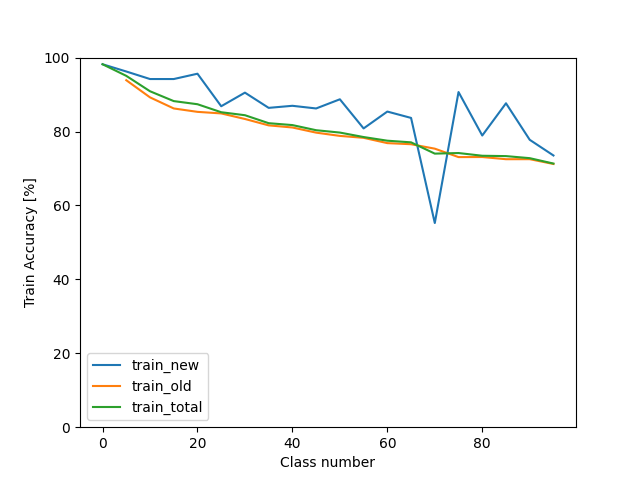 100
80
60
40
20
0
Train Accuracy [%]
train_new
train_old
train_total
0 20 40 60 80
Class number